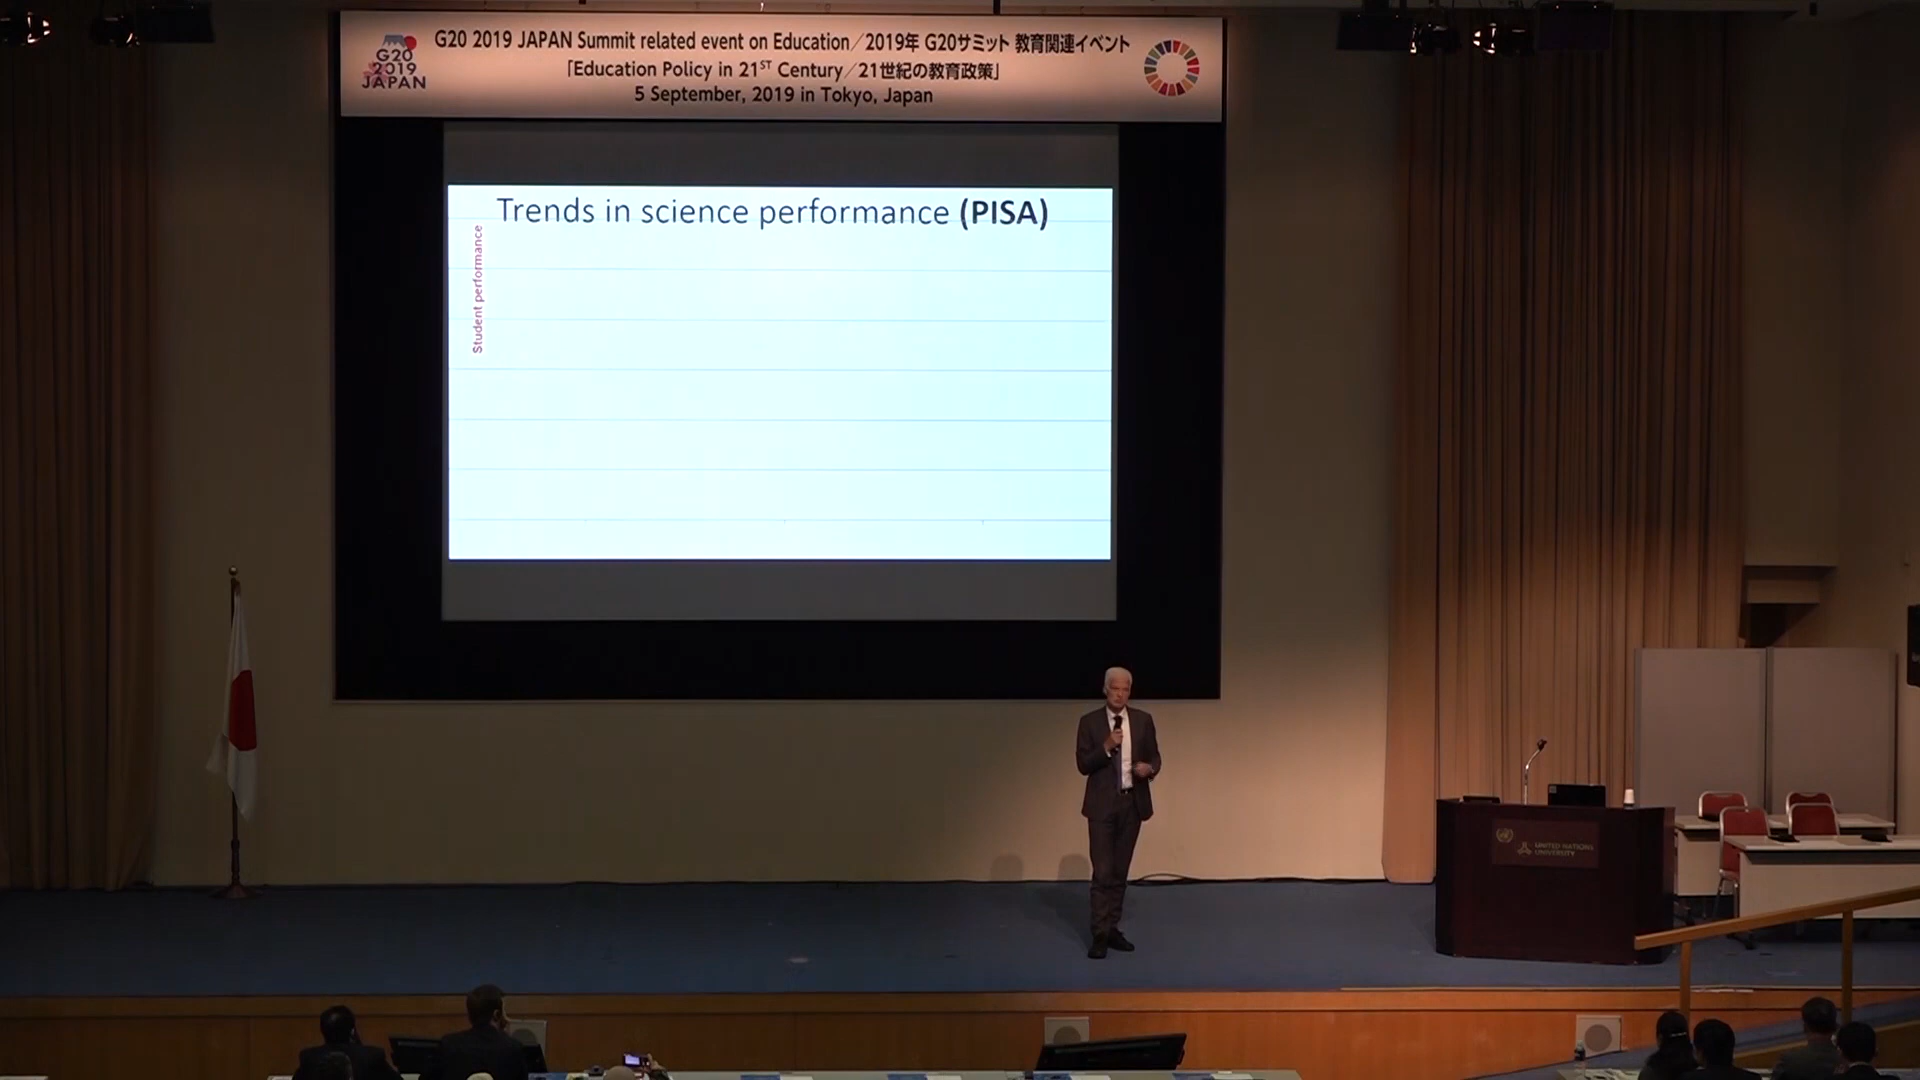 G20
2019
JAPAN
G20 2019 JAPAN Summit related event on Education/2019年 G20サミット 教育関連イベント
「Education Policy in 21ST Century/21世紀の教育政策」
5 September, 2019 in Tokyo, Japan
Trends in science performance (PISA)
Student performance
UNITED NATIONS
UNIVERSITY